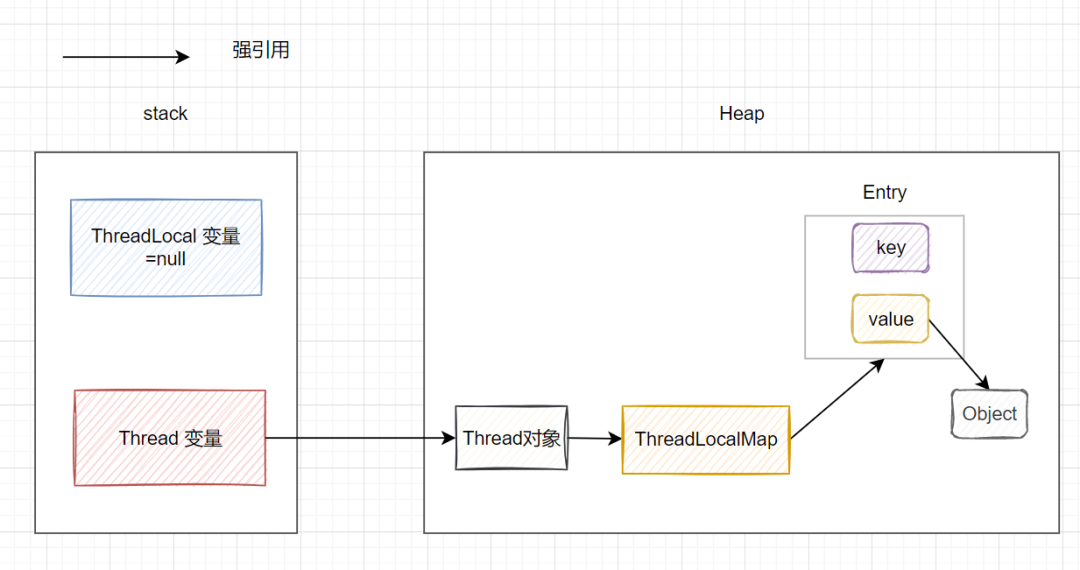 强引用
stack
Heap
ThreadLocal 变量
=null
Entry
key
value
Object
Thread 变量
Thread对象
ThreadLocalMap